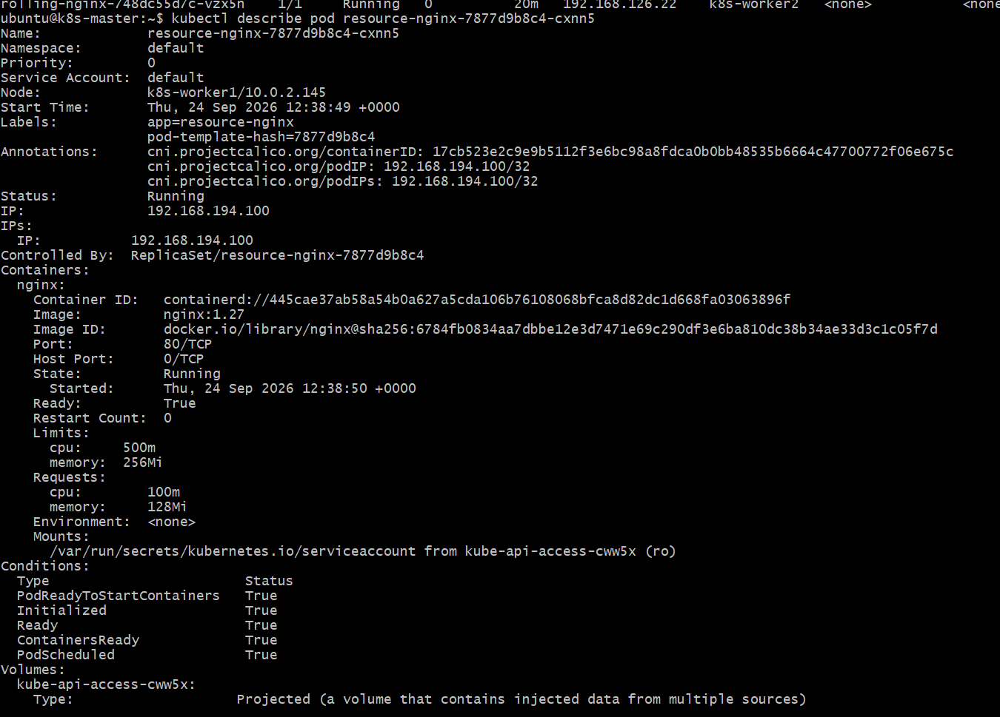 rolling-nginx-748dc55d7c-vzx5n    1/1     Running   0          20m   192.168.126.22    k8s-worker2   <none>           <none
ubuntu@k8s-master:~$ kubectl describe pod resource-nginx-7877d9b8c4-cxnn5
Name:             resource-nginx-7877d9b8c4-cxnn5
Namespace:        default
Priority:         0
Service Account:  default
Node:             k8s-worker1/10.0.2.145
Start Time:       Thu, 24 Sep 2026 12:38:49 +0000
Labels:           app=resource-nginx
                  pod-template-hash=7877d9b8c4
Annotations:      cni.projectcalico.org/containerID: 17cb523e2c9e9b5112f3e6bc98a8fdca0b0bb48535b6664c47700772f06e675c
                  cni.projectcalico.org/podIP: 192.168.194.100/32
                  cni.projectcalico.org/podIPs: 192.168.194.100/32
Status:           Running
IP:               192.168.194.100
IPs:
  IP:           192.168.194.100
Controlled By:  ReplicaSet/resource-nginx-7877d9b8c4
Containers:
  nginx:
    Container ID:   containerd://445cae37ab58a54b0a627a5cda106b76108068bfca8d82dc1d668fa03063896f
    Image:          nginx:1.27
    Image ID:       docker.io/library/nginx@sha256:6784fb0834aa7dbbe12e3d7471e69c290df3e6ba810dc38b34ae33d3c1c05f7d
    Port:           80/TCP
    Host Port:      0/TCP
    State:          Running
      Started:      Thu, 24 Sep 2026 12:38:50 +0000
    Ready:          True
    Restart Count:  0
    Limits:
      cpu:     500m
      memory:  256Mi
    Requests:
      cpu:        100m
      memory:     128Mi
    Environment:  <none>
    Mounts:
      /var/run/secrets/kubernetes.io/serviceaccount from kube-api-access-cww5x (ro)
Conditions:
  Type                        Status
  PodReadyToStartContainers   True
  Initialized                 True
  Ready                       True
  ContainersReady             True
  PodScheduled                True
Volumes:
  kube-api-access-cww5x:
    Type:                    Projected (a volume that contains injected data from multiple sources)